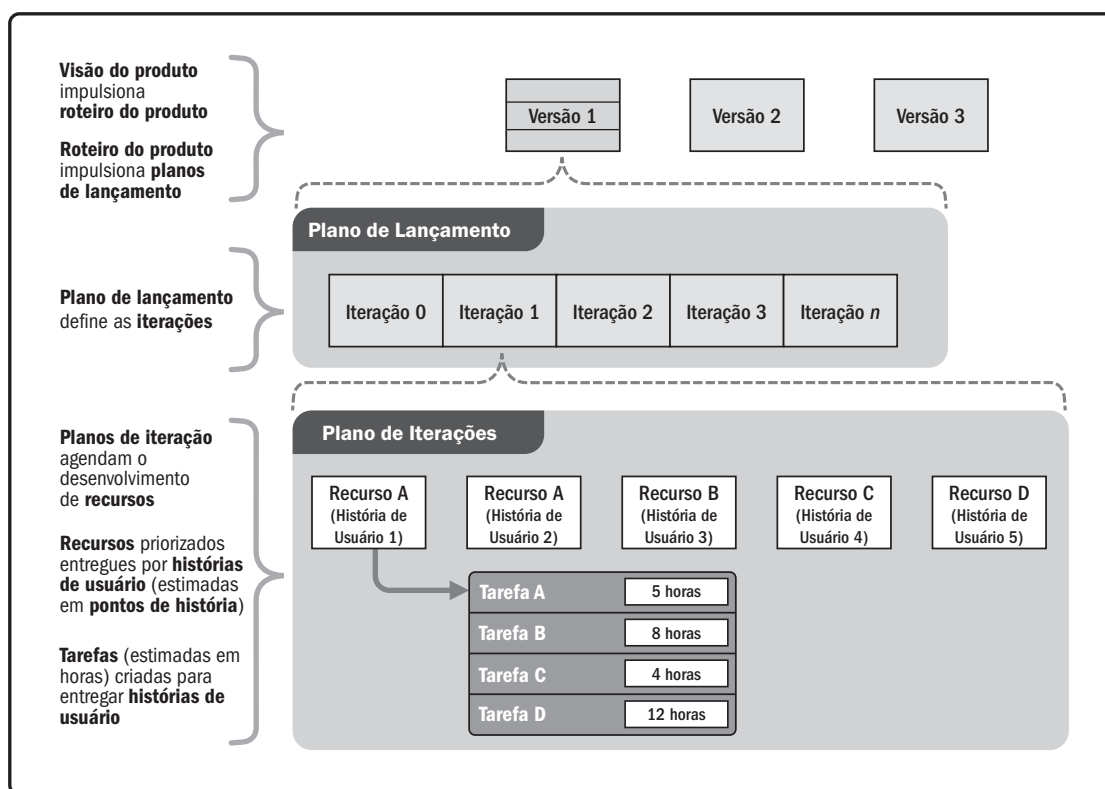 Visão do produto
impulsiona
roteiro do produto
Roteiro do produto
impulsiona planos
de lançamento
Versão 1
Versão 2
Versão 3
Plano de Lançamento
Plano de lançamento
define as iterações
Iteração 0
Iteração 1
Iteração 2
Iteração 3
Iteração n
Plano de Iterações
Planos de iteração
agendam o
desenvolvimento
de recursos
Recursos priorizados
entregues por histórias
de usuário (estimadas
em pontos de história)
Tarefas (estimadas em
horas) criadas para
entregar histórias de
usuário
Recurso A
(História de
Usuário 1)
Recurso A
(História de
Usuário 2)
Recurso B
(História de
Usuário 3)
Recurso C
(História de
Usuário 4)
Recurso D
(História de
Usuário 5)
Tarefa A
5 horas
Tarefa B
8 horas
Tarefa C
4 horas
Tarefa D
12 horas